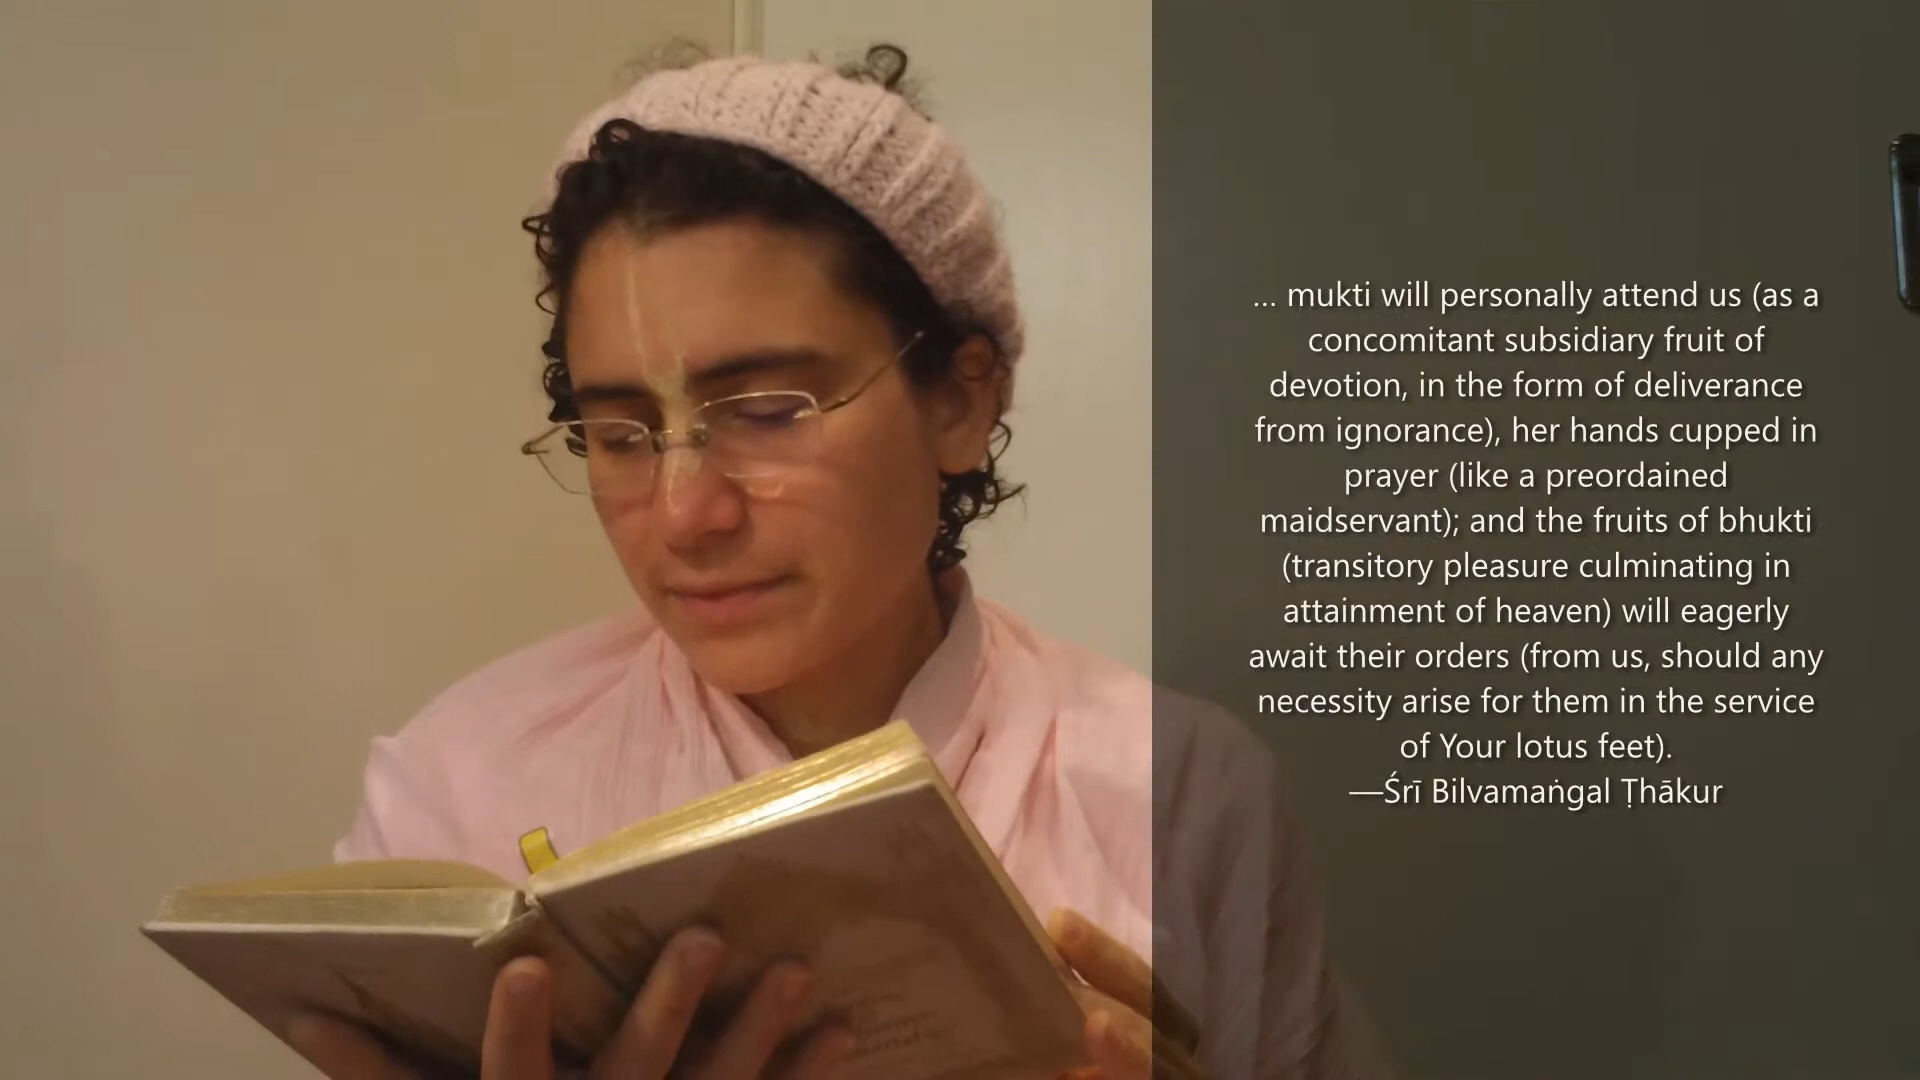 ... mukti will personally attend us (as a
concomitant subsidiary fruit of
devotion, in the form of deliverance
from ignorance), her hands cupped in
prayer (like a preordained
maidservant); and the fruits of bhukti
(transitory pleasure culminating in
attainment of heaven) will eagerly
await their orders (from us, should any
necessity arise for them in the service
of Your lotus feet).
—Śrī Bilvamaṅgal Ṭhākur